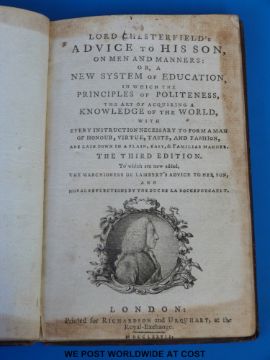 LORD CHESTERFIELD's
ADVICE TO HIS SON,
ON MEN AND MANNERS:
OR, A
NEW SYSTEM OF EDUCATION,
IN WHICH THE
PRINCIPLES OF POLITENESS,
THE ART OF ACQUIRING A
KNOWLEDGE OF THE WORLD,
WITH
EVERY INSTRUCTION NECESSARY TO FORM A MAN
OF HONOUR, VIRTUE, TASTE, AND FASHION,
ARE LAID DOWN IN A PLAIN, EASY, & FAMILIAR MANNER.
THE THIRD EDITION.
To which are now added,
THE MARCHIONESS DE LAMBERT'S ADVICE TO HER SON,
AND
MORAL REFLECTIONS BY THE DUC DE LA ROCHEFOUCAULT.
LONDON:
Printed for RICHARDSON and URQUHART, at the
Royal-Exchange.
WE POST WORLDWIDE AT COST